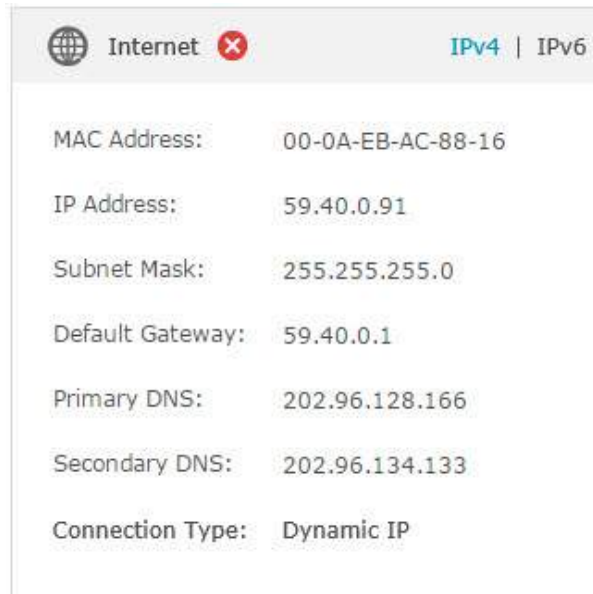 Internet IPv4 | IPv6
MAC Address: 00-0A-EB-AC-88-16
IP Address: 59.40.0.91
Subnet Mask: 255.255.255.0
Default Gateway: 59.40.0.1
Primary DNS: 202.96.128.166
Secondary DNS: 202.96.134.133
Connection Type: Dynamic IP